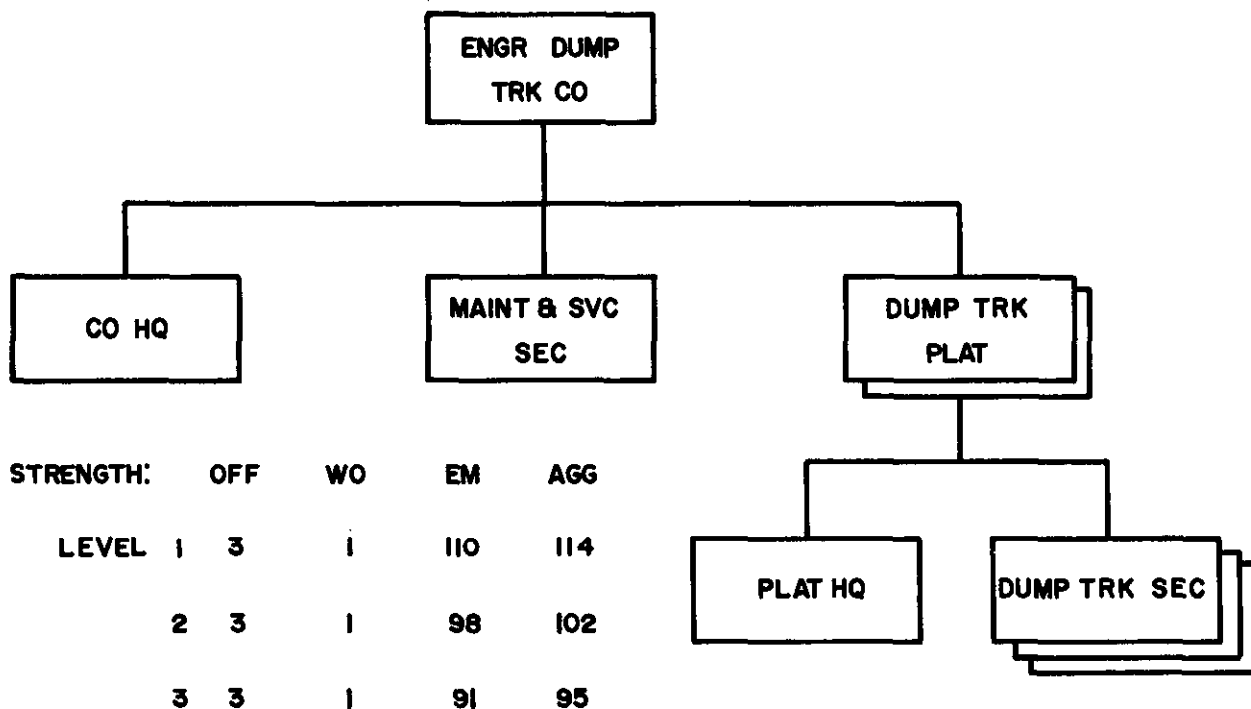 ENGR DUMP
TRK CO
CO HQ
MAINT & SVC
SEC
DUMP TRK
PLAT
PLAT HQ
DUMP TRK SEC
STRENGTH: OFF WO EM AGG
LEVEL 1 3 1 110 114
2 3 1 98 102
3 3 1 91 95